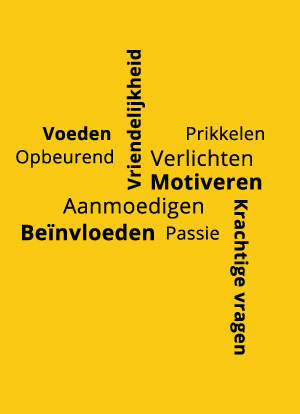 Vriendelijkheid
Voeden
Prikkelen
Opbeurend
Verlichten
Motiveren
Aanmoedigen
Krachtige vragen
Beïnvloeden
Passie